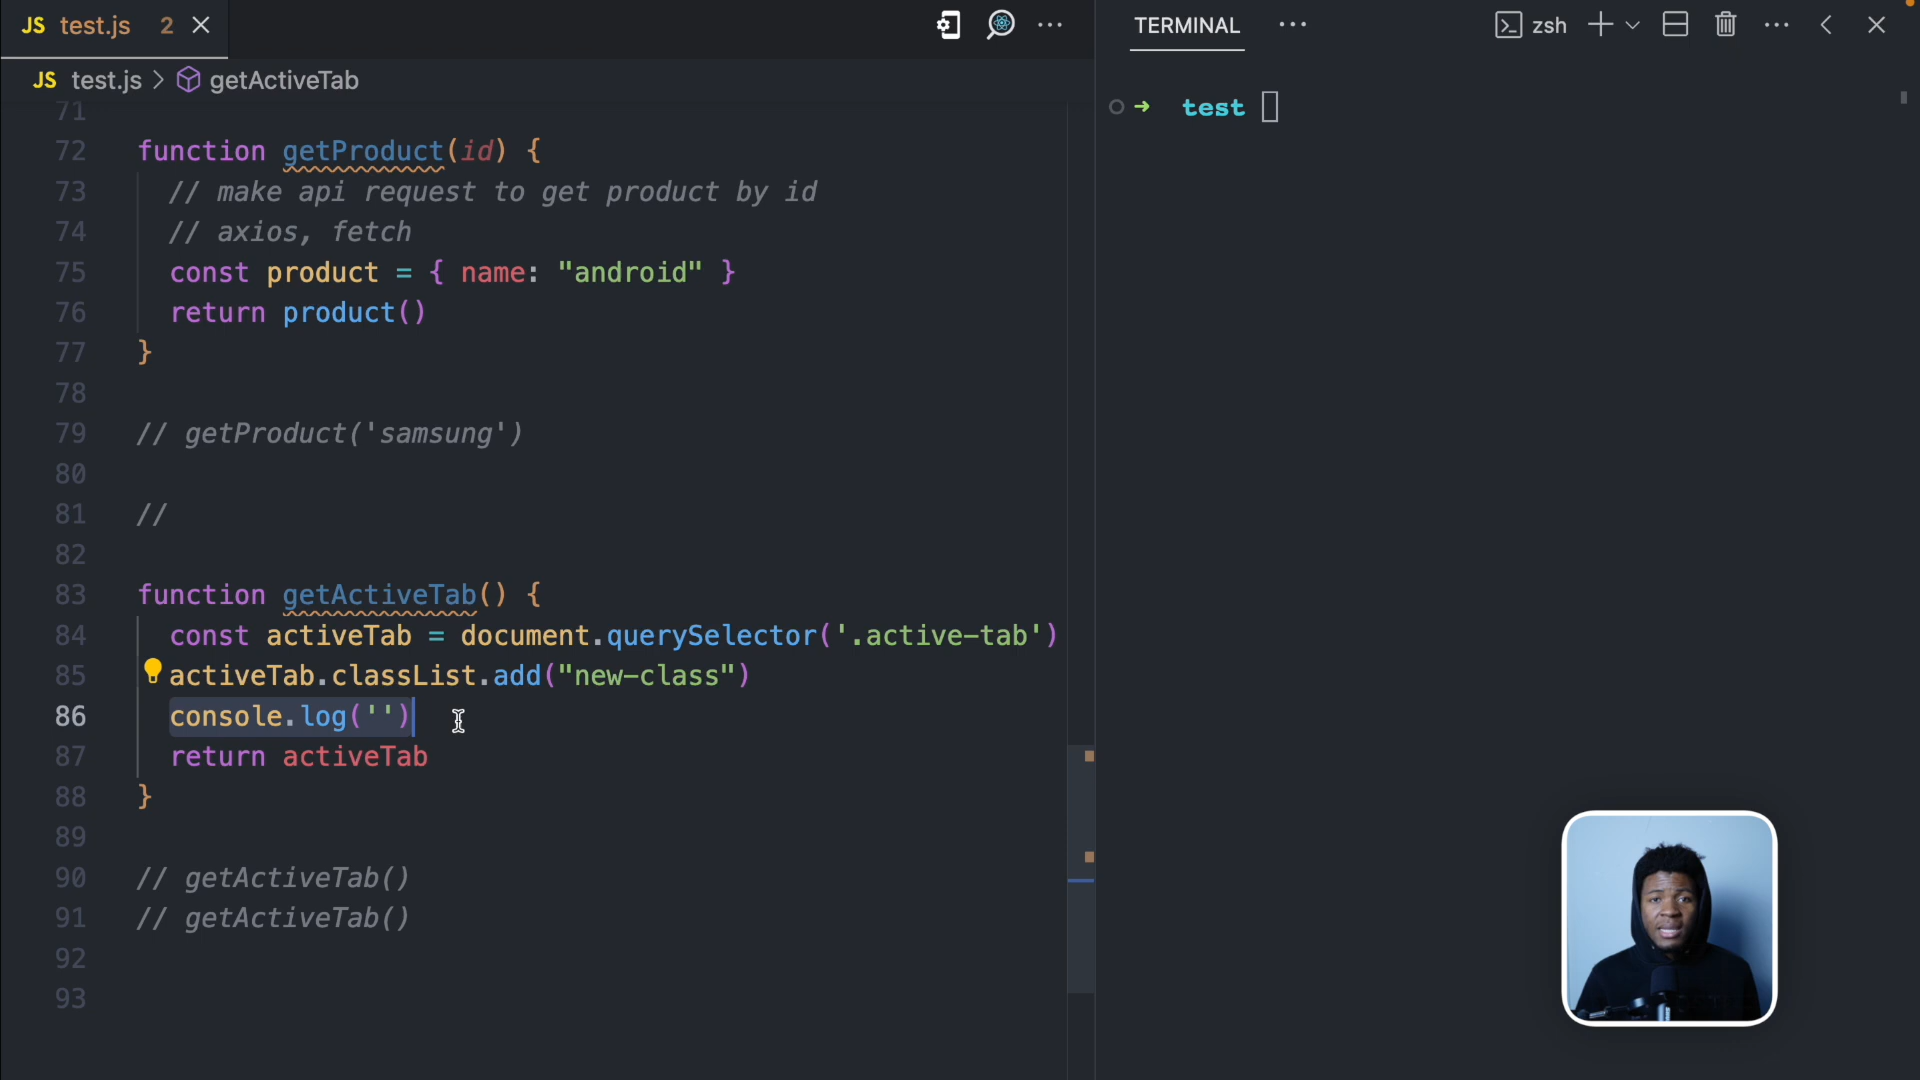 JS test.js 2
TERMINAL
zsh
JS test.js > getActiveTab
test
71
72 function getProduct(id) {
73 // make api request to get product by id
74 // axios, fetch
75 const product = { name: "android" }
76 return product()
77 }
78
79 // getProduct('samsung')
80
81 //
82
83 function getActiveTab() {
84 const activeTab = document.querySelector('.active-tab')
85 activeTab.classList.add("new-class")
86 console.log('')
87 return activeTab
88 }
89
90 // getActiveTab()
91 // getActiveTab()
92
93